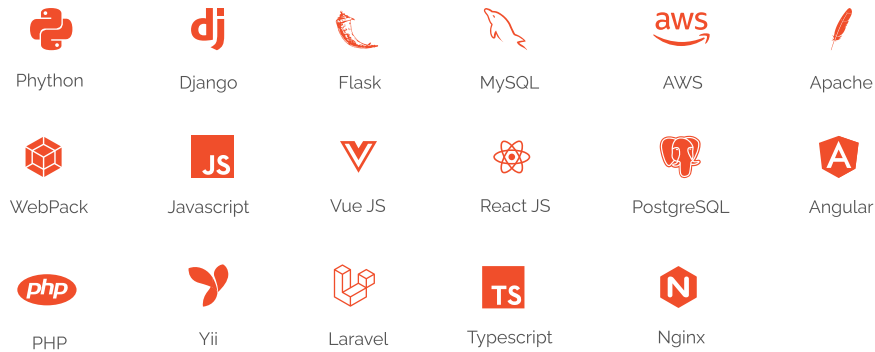 dj
aws
Phython
Django
Flask
MySQL
AWS
Apache
JS
WebPack
Javascript
Vue JS
React JS
PostgreSQL
Angular
A
php
TS
N
PHP
Yii
Laravel
Typescript
Nginx